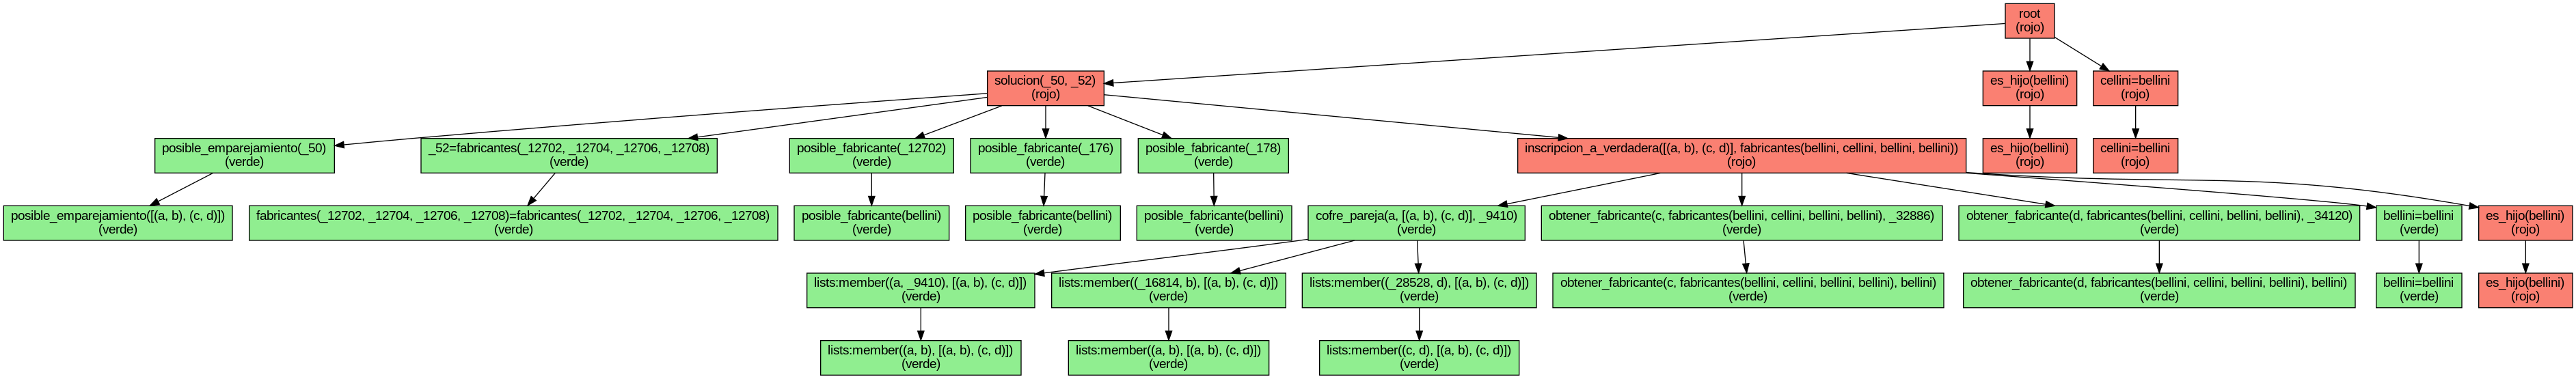 root
(rojo)
solucion(_50, _52)
(rojo)
es_hijo(bellini)
(rojo)
cellini=bellini
(rojo)
posible_emparejamiento(_50)
(verde)
_52=fabricantes(_12702, _12704, _12706, _12708)
(verde)
posible_fabricante(_12702)
(verde)
posible_fabricante(_176)
(verde)
posible_fabricante(_178)
(verde)
inscripcion_a_verdadera([(a, b), (c, d)], fabricantes(bellini, cellini, bellini, bellini))
(rojo)
es_hijo(bellini)
(rojo)
cellini=bellini
(rojo)
posible_emparejamiento([(a, b), (c, d)])
(verde)
fabricantes(_12702, _12704, _12706, _12708)=fabricantes(_12702, _12704, _12706, _12708)
(verde)
posible_fabricante(bellini)
(verde)
posible_fabricante(bellini)
(verde)
posible_fabricante(bellini)
(verde)
cofre_pareja(a, [(a, b), (c, d)], _9410)
(verde)
obtener_fabricante(c, fabricantes(bellini, cellini, bellini, bellini), _32886)
(verde)
obtener_fabricante(d, fabricantes(bellini, cellini, bellini, bellini), _34120)
(verde)
bellini=bellini
(verde)
es_hijo(bellini)
(rojo)
lists:member((a, _9410), [(a, b), (c, d)])
(verde)
lists:member((_16814, b), [(a, b), (c, d)])
(verde)
lists:member((_28528, d), [(a, b), (c, d)])
(verde)
obtener_fabricante(c, fabricantes(bellini, cellini, bellini, bellini), bellini)
(verde)
obtener_fabricante(d, fabricantes(bellini, cellini, bellini, bellini), bellini)
(verde)
bellini=bellini
(verde)
es_hijo(bellini)
(rojo)
lists:member((a, b), [(a, b), (c, d)])
(verde)
lists:member((a, b), [(a, b), (c, d)])
(verde)
lists:member((c, d), [(a, b), (c, d)])
(verde)